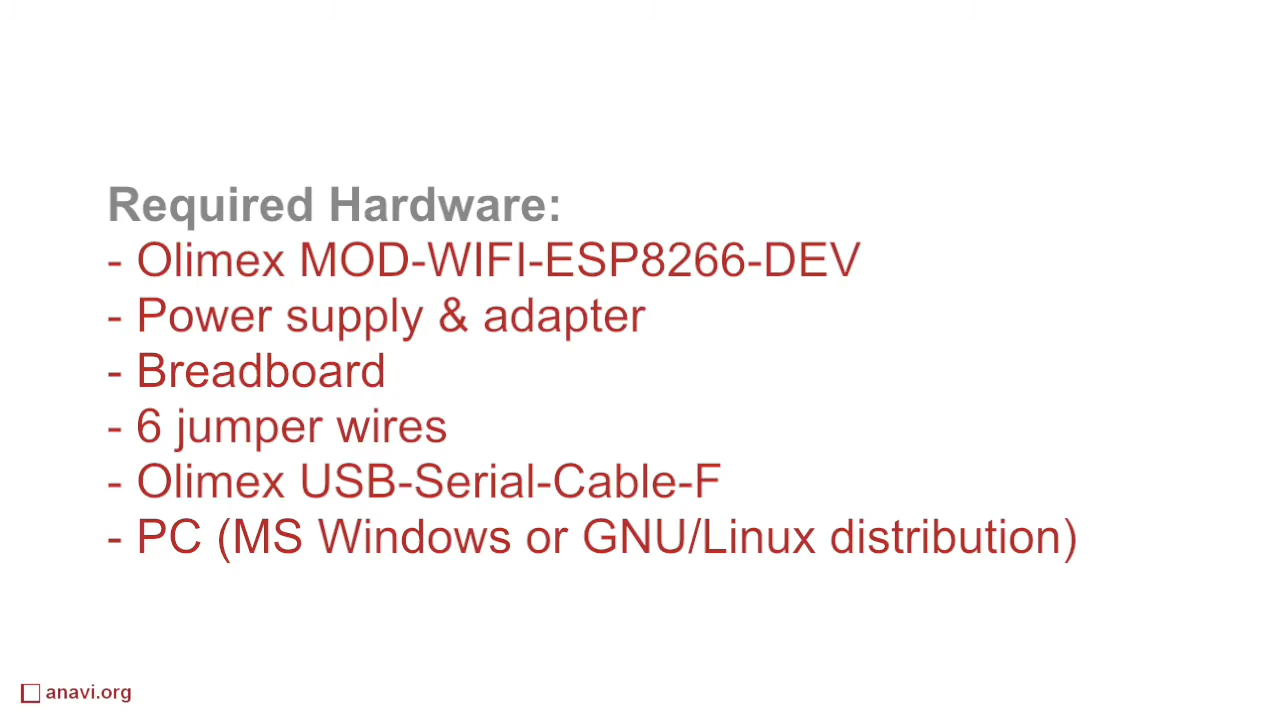 Required Hardware:
- Olimex MOD-WIFI-ESP8266-DEV
- Power supply & adapter
- Breadboard
- 6 jumper wires
- Olimex USB-Serial-Cable-F
- PC (MS Windows or GNU/Linux distribution)
anavi.org